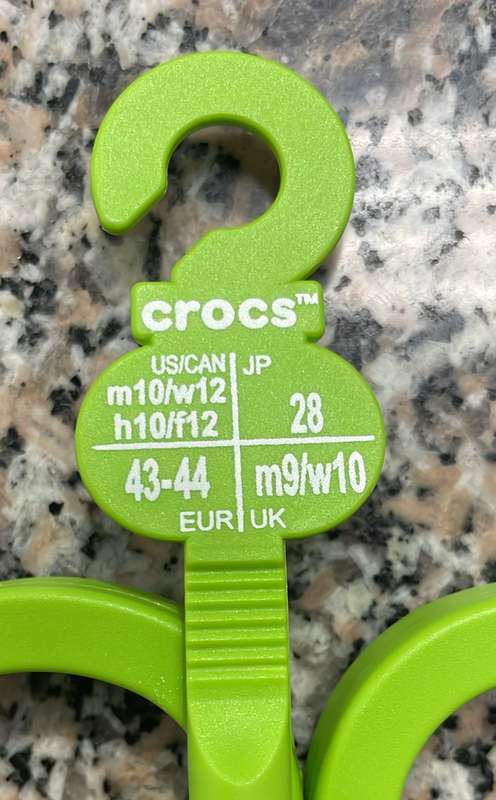 crocs™
US/CAN
m10/w12
h10/f12
JP
28
43-44
EUR
m9/w10
UK